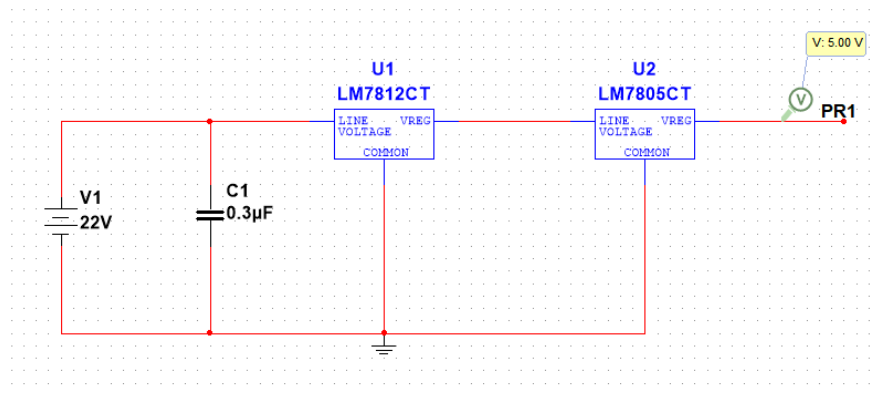 V: 5.00 V
V
PR1
U1
LM7812CT
LINE VREG
VOLTAGE
COMMON
U2
LM7805CT
LINE VREG
VOLTAGE
COMMON
V1
22V
C1
0.3µF